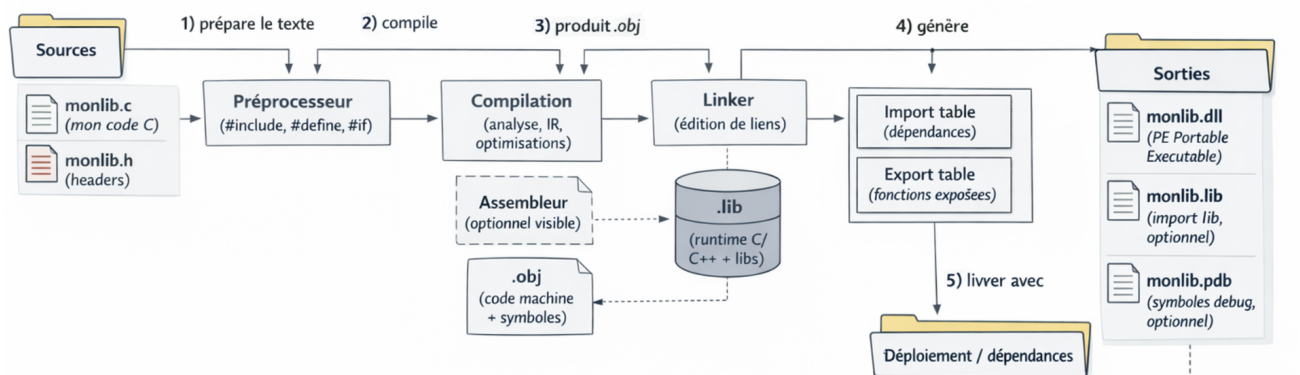 1) prépare le texte
2) compile
3) produit .obj
4) génère
Sources
monlib.c
(mon code C)
monlib.h
(headers)
Préprocesseur
(#include, #define, #if)
Compilation
(analyse, IR,
optimisations)
Assembleur
(optionnel visible)
.obj
(code machine
+ symboles)
Linker
(édition de liens)
.lib
(runtime C/
C++ + libs)
Import table
(dépendances)
Export table
(fonctions exposées)
5) livrer avec
Déploiement / dépendances
Sorties
monlib.dll
(PE Portable
Executable)
monlib.lib
(import lib,
optionnel)
monlib.pdb
(symboles debug,
optionnel)